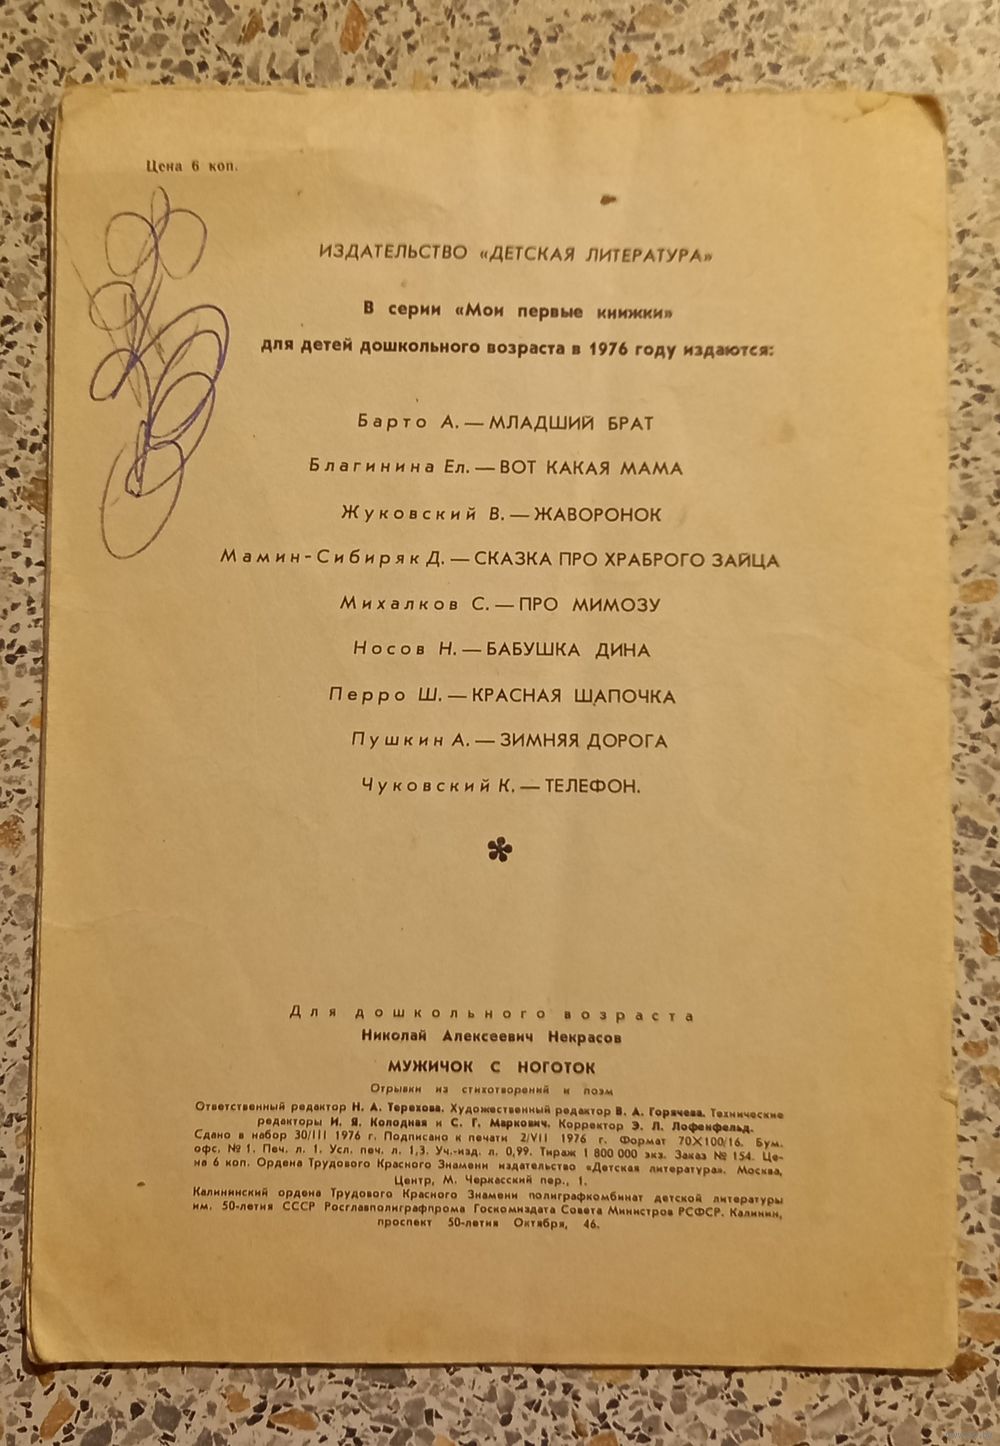 Цена 6 коп.
ИЗДАТЕЛЬСТВО «ДЕТСКАЯ ЛИТЕРАТУРА»
В серии «Мои первые книжки»
для детей дошкольного возраста в 1976 году издаются:
Барто А. — МЛАДШИЙ БРАТ
Благинина Ел. — ВОТ КАКАЯ МАМА
Жуковский В. — ЖАВОРОНОК
Мамин-Сибиряк Д. — СКАЗКА ПРО ХРАБРОГО ЗАЙЦА
Михалков С. — ПРО МИМОЗУ
Носов Н. — БАБУШКА ДИНА
Перро Ш. — КРАСНАЯ ШАПОЧКА
Пушкин А. — ЗИМНЯЯ ДОРОГА
Чуковский К. — ТЕЛЕФОН.
Для дошкольного возраста
Николай Алексеевич Некрасов
МУЖИЧОК С НОГОТОК
Отрывки из стихотворений и поэм
Ответственный редактор Н. А. Терехова. Художественный редактор В. А. Горячева. Технические
редакторы И. Я. Колодная и С. Г. Маркович. Корректор Э. Л. Лофенфельд.
Сдано в набор 30/III 1976 г. Подписано к печати 2/VII 1976 г. Формат 70×100/16. Бум.
офс. № 1. Печ. л. 1. Усл. печ. л. 1,3. Уч.-изд. л. 0,99. Тираж 1 800 000 экз. Заказ № 154. Це-
на 6 коп. Ордена Трудового Красного Знамени издательство «Детская литература». Москва,
Центр, М. Черкасский пер., 1.
Калининский ордена Трудового Красного Знамени полиграфкомбинат детской литературы
им. 50-летия СССР Росглавполиграфпрома Госкомиздата Совета Министров РСФСР. Калинин,
проспект 50-летия Октября, 46.